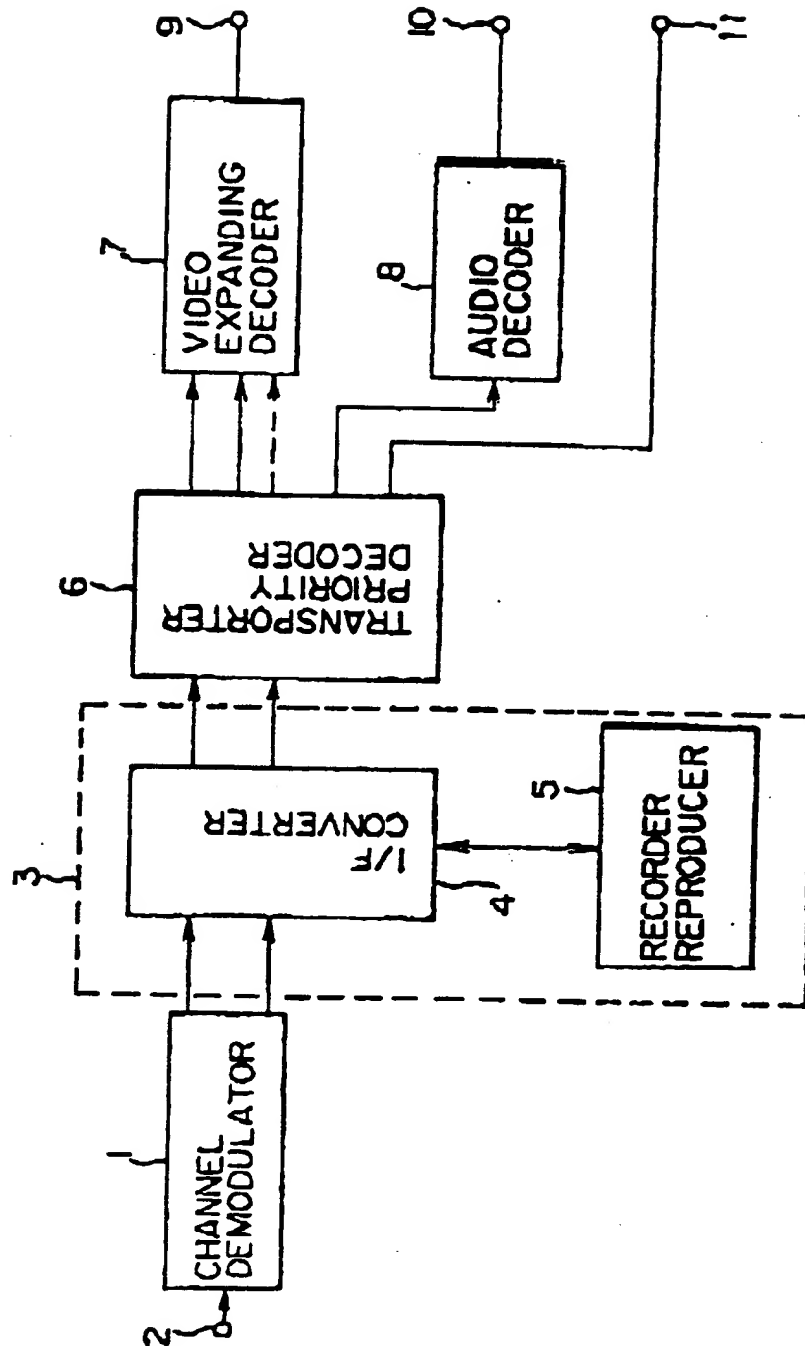 2
1
CHANNEL
DEMODULATOR
3
I/F
CONVERTER
4
5
RECORDER
REPRODUCER
6
TRANSPORTER
PRIORITY
DECODER
7
VIDEO
EXPANDING
DECODER
8
AUDIO
DECODER
9
10
11